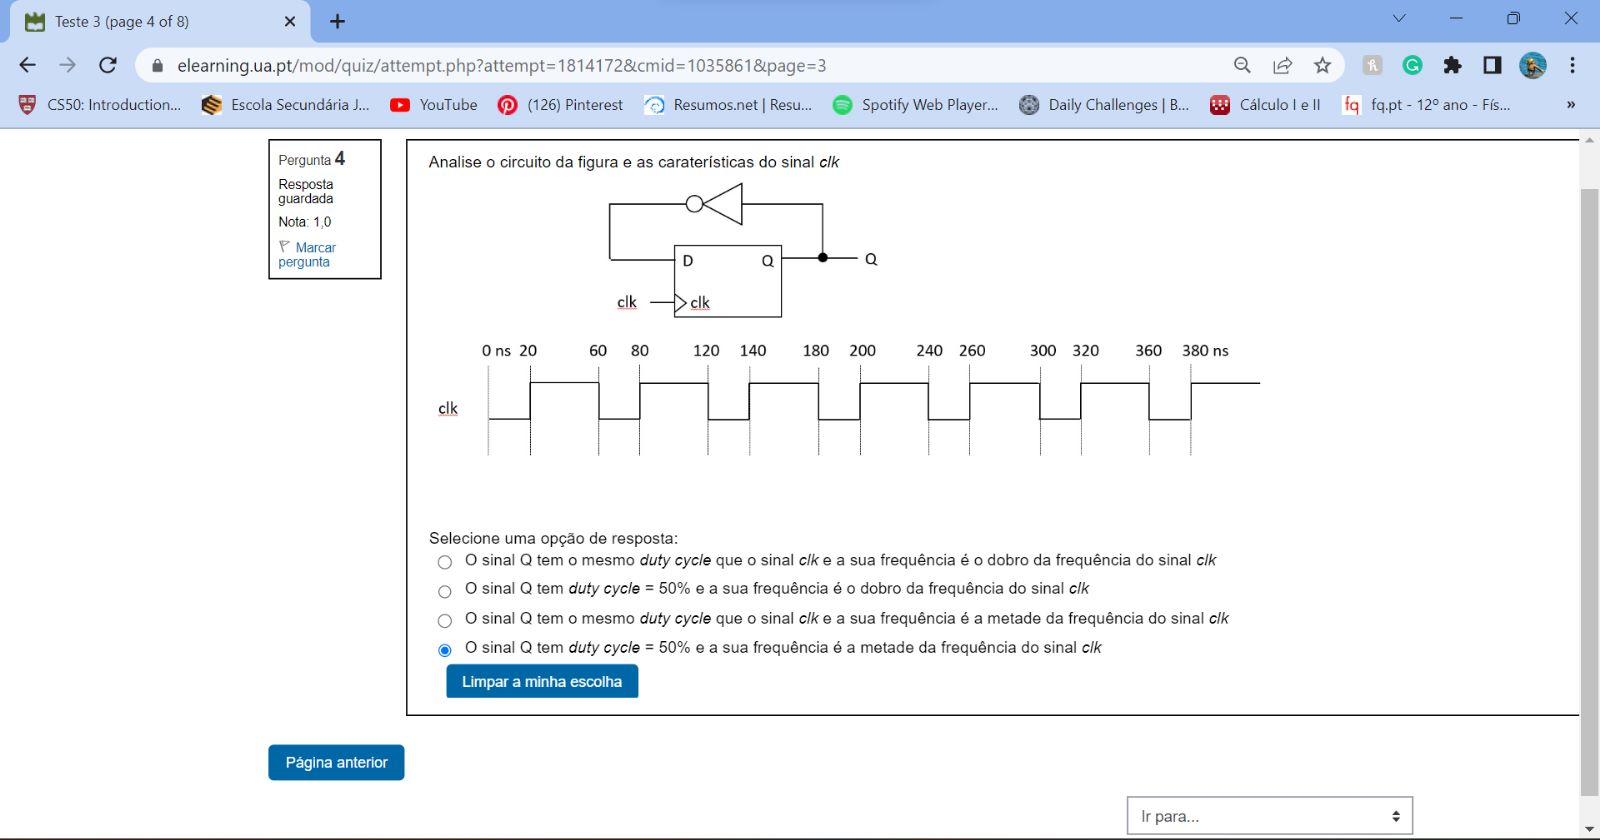 Teste 3 (page 4 of 8)
elearning.ua.pt/mod/quiz/attempt.php?attempt=1814172&cmid=1035861&page=3
CS50: Introduction... Escola Secundária J... YouTube (126) Pinterest Resumos.net | Resu... Spotify Web Player... Daily Challenges | B... Cálculo I e II fq fq.pt - 12º ano - Fís... »
Pergunta 4
Resposta
guardada
Nota: 1,0
Marcar
pergunta
Analise o circuito da figura e as caraterísticas do sinal clk
D Q Q
clk clk
0 ns 20 60 80 120 140 180 200 240 260 300 320 360 380 ns
clk
Selecione uma opção de resposta:
O sinal Q tem o mesmo duty cycle que o sinal clk e a sua frequência é o dobro da frequência do sinal clk
O sinal Q tem duty cycle = 50% e a sua frequência é o dobro da frequência do sinal clk
O sinal Q tem o mesmo duty cycle que o sinal clk e a sua frequência é a metade da frequência do sinal clk
O sinal Q tem duty cycle = 50% e a sua frequência é a metade da frequência do sinal clk
Limpar a minha escolha
Página anterior
Ir para...